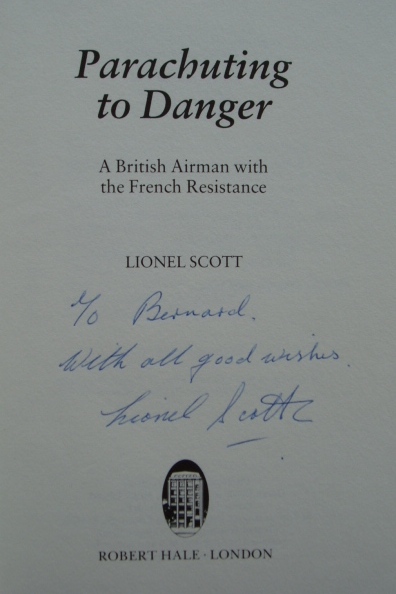 Parachuting
to Danger
A British Airman with
the French Resistance
LIONEL SCOTT
To Bernard.
With all good wishes.
Lionel Scott
ROBERT HALE · LONDON